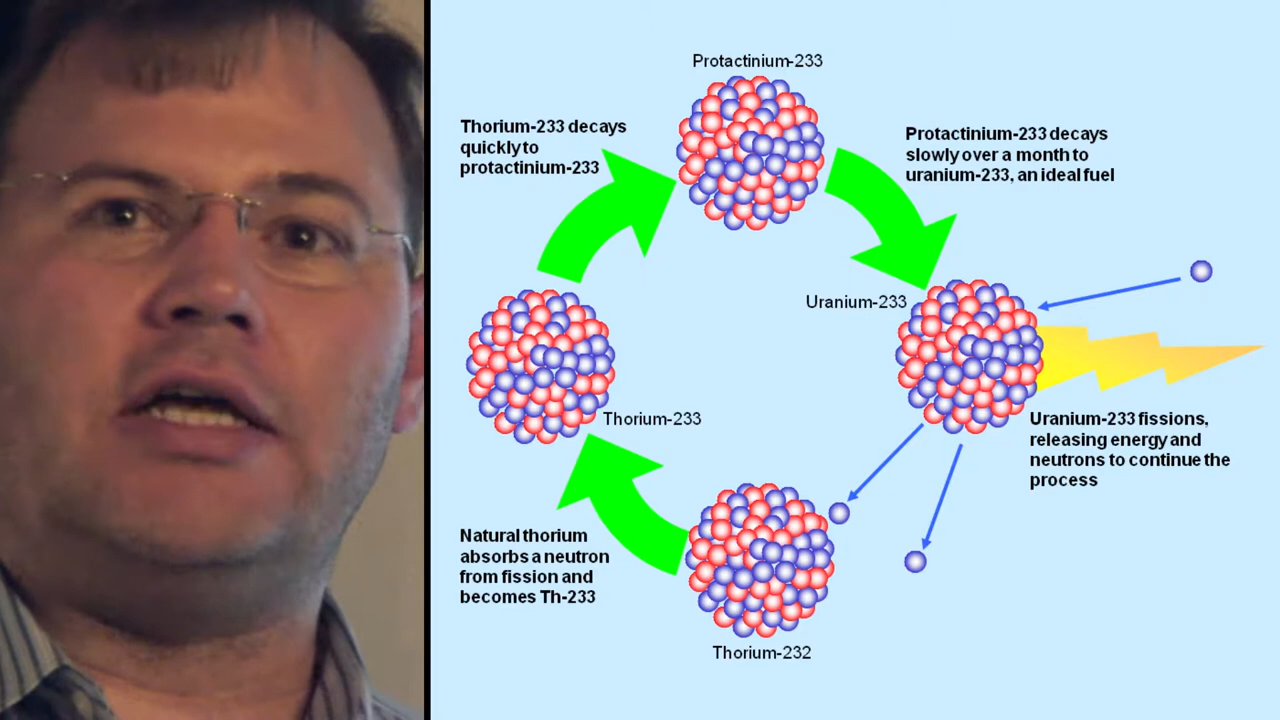 Protactinium-233
Thorium-233 decays
quickly to
protactinium-233
Protactinium-233 decays
slowly over a month to
uranium-233, an ideal fuel
Uranium-233
Uranium-233 fissions,
releasing energy and
neutrons to continue the
process
Thorium-233
Natural thorium
absorbs a neutron
from fission and
becomes Th-233
Thorium-232